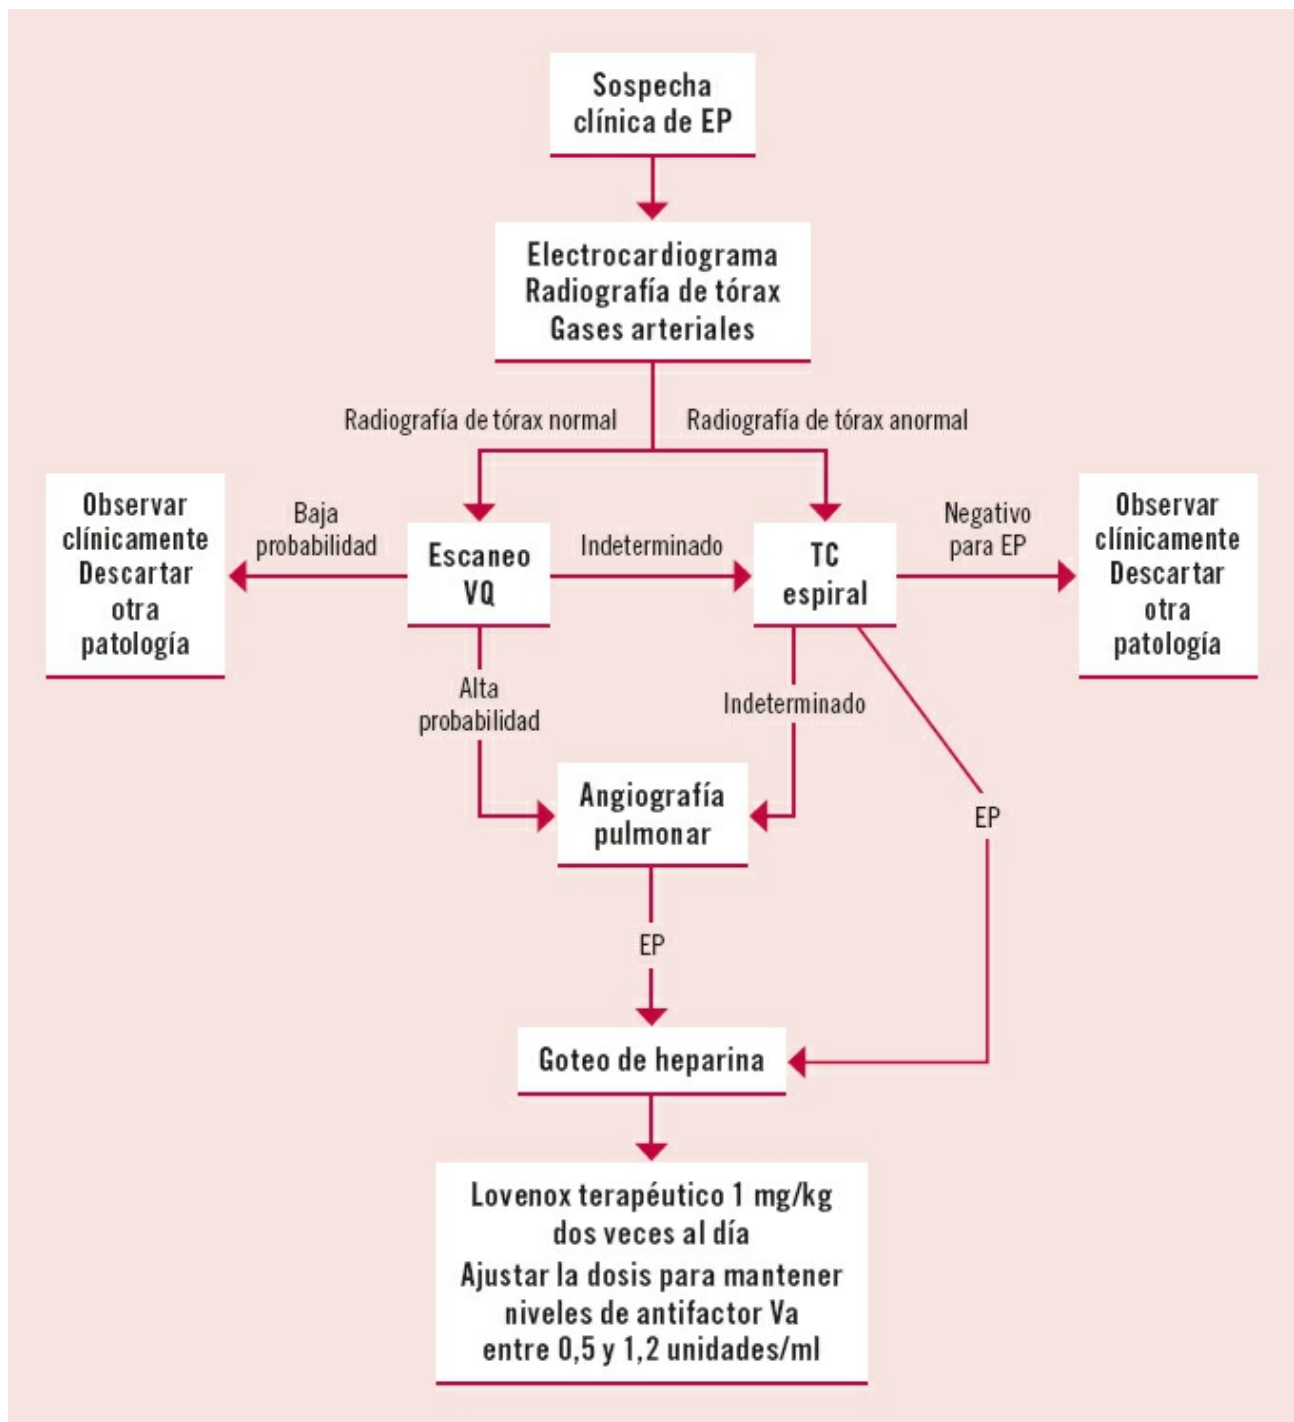 Sospecha
clínica de EP
Electrocardiograma
Radiografía de tórax
Gases arteriales
Radiografía de tórax normal
Radiografía de tórax anormal
Observar
clínicamente
Descartar
otra
patología
Baja
probabilidad
Escaneo
VQ
Indeterminado
TC
espiral
Negativo
para EP
Observar
clínicamente
Descartar
otra
patología
Alta
probabilidad
Indeterminado
Angiografía
pulmonar
EP
EP
Goteo de heparina
Lovenox terapéutico 1 mg/kg
dos veces al día
Ajustar la dosis para mantener
niveles de antifactor Va
entre 0,5 y 1,2 unidades/ml